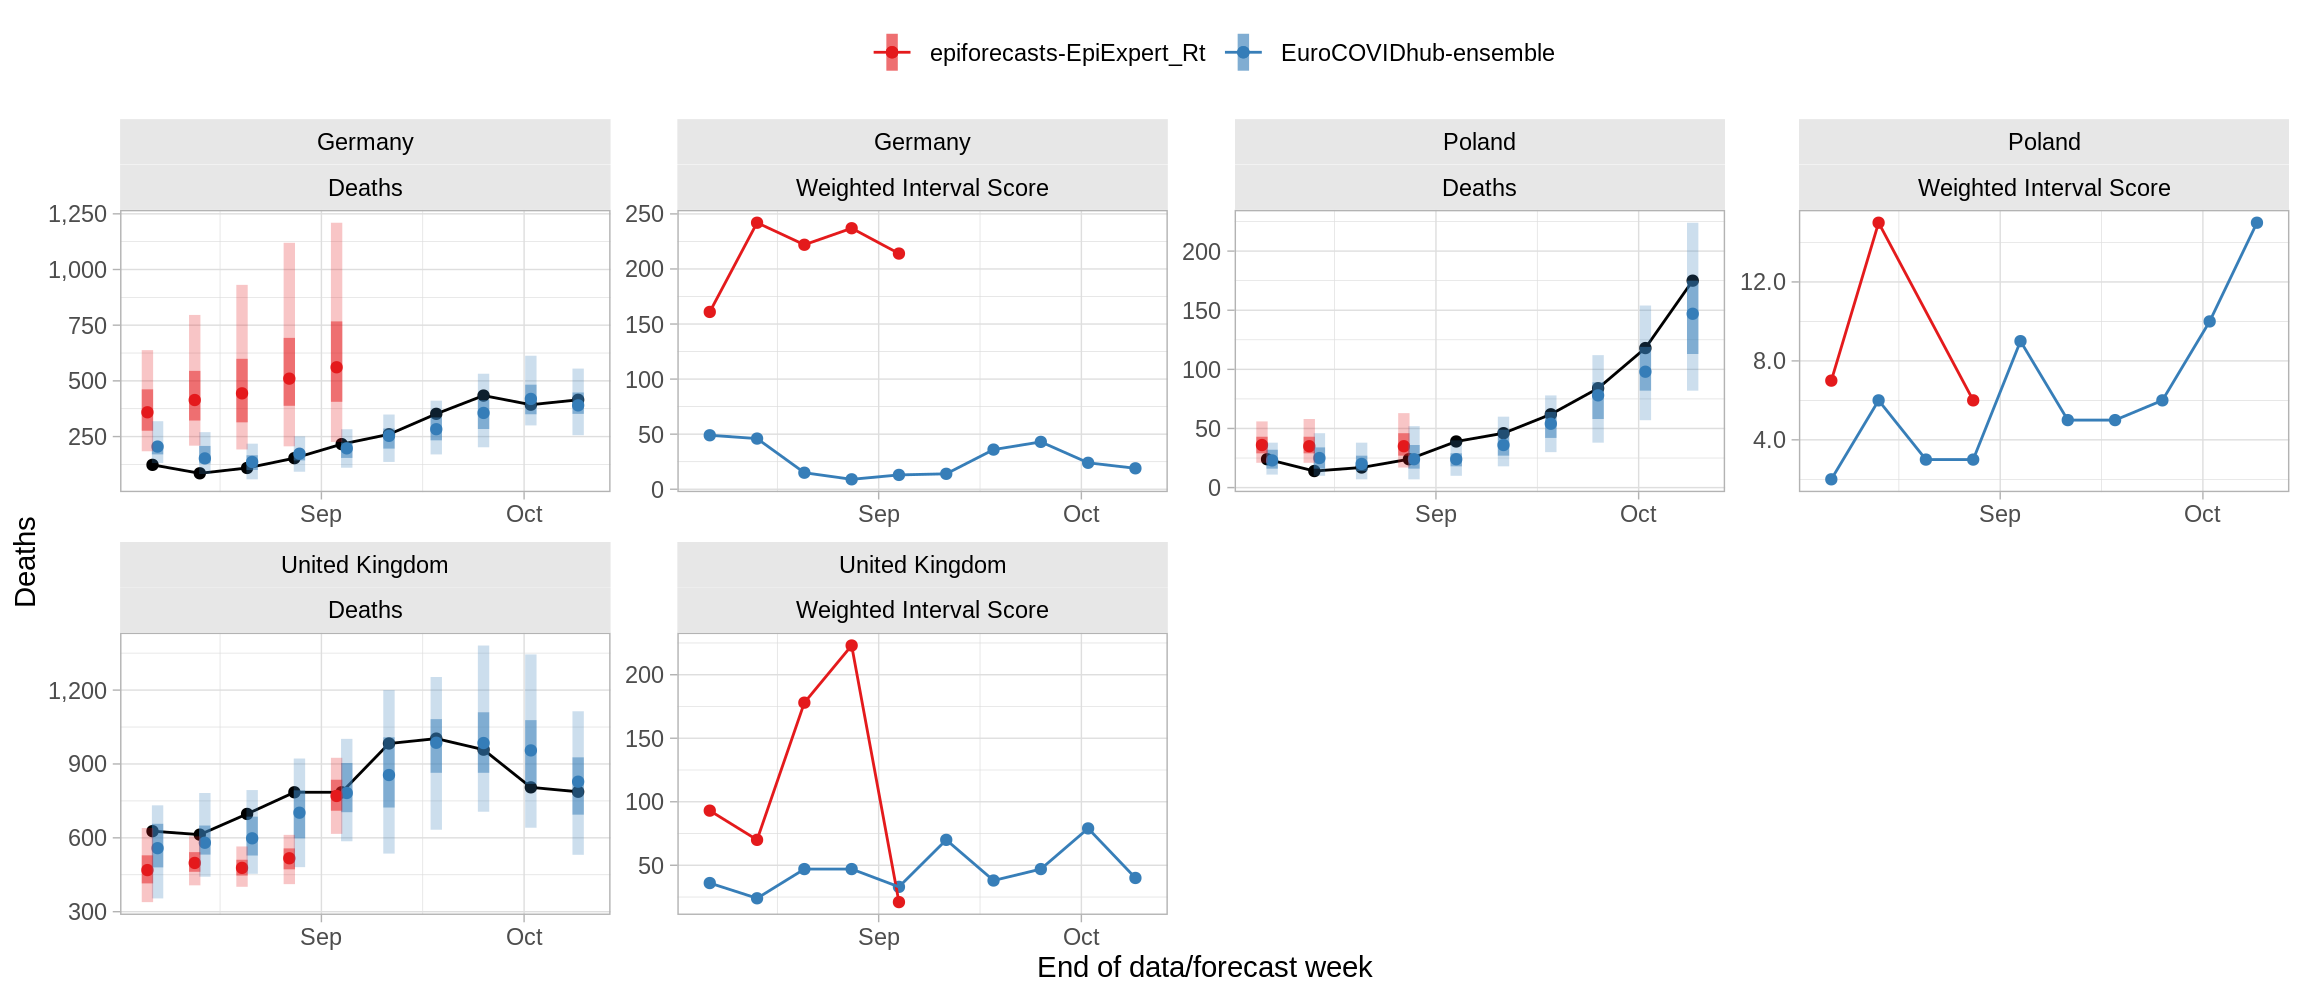 epiforecasts-EpiExpert_Rt EuroCOVIDhub-ensemble
Germany Germany Poland Poland
Deaths Weighted Interval Score Deaths Weighted Interval Score
1,250
1,000
750
500
250
Sep Oct
250
200
150
100
50
0
Sep Oct
200
150
100
50
0
Sep Oct
12.0
8.0
4.0
Sep Oct
Deaths
United Kingdom United Kingdom
Deaths Weighted Interval Score
1,200
900
600
300
Sep Oct
200
150
100
50
Sep Oct
End of data/forecast week